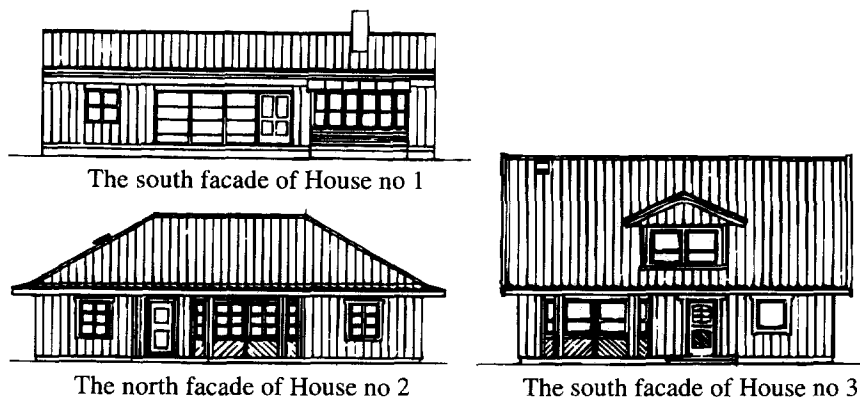 The south facade of House no 1
The north facade of House no 2
The south facade of House no 3